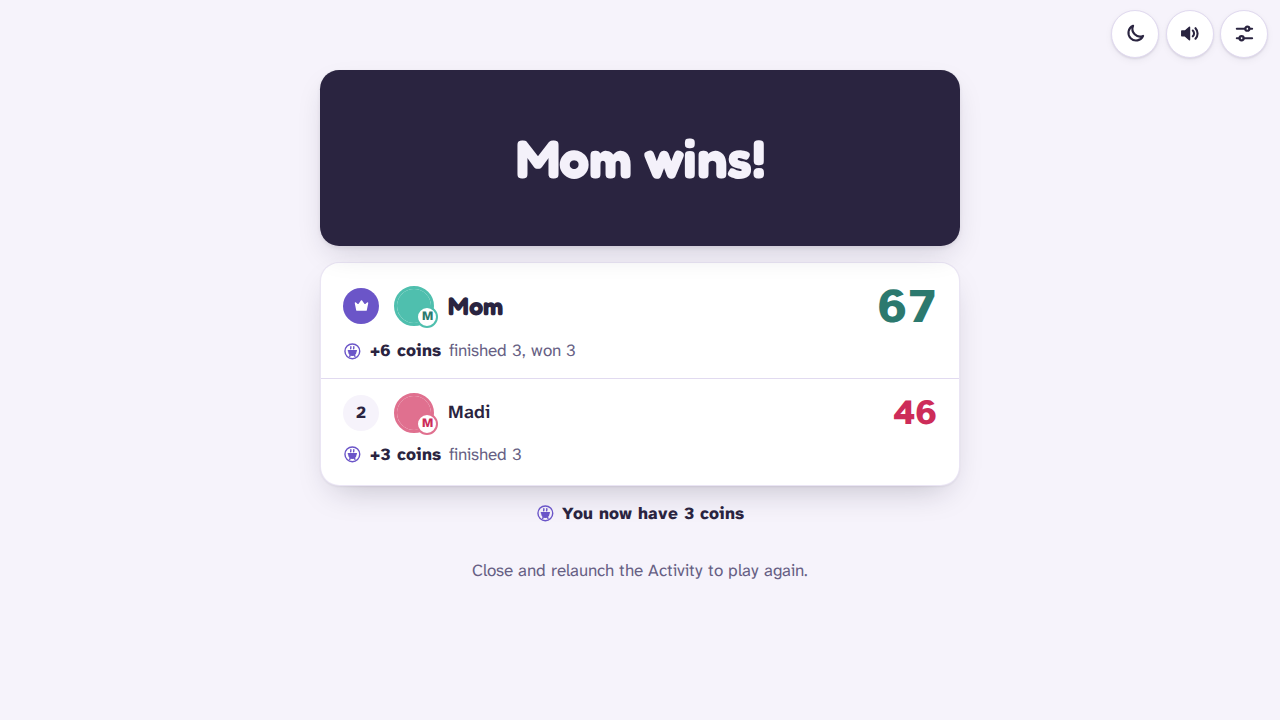 Mom wins!
M Mom 67
+6 coins finished 3, won 3
2 M Madi 46
+3 coins finished 3
You now have 3 coins
Close and relaunch the Activity to play again.